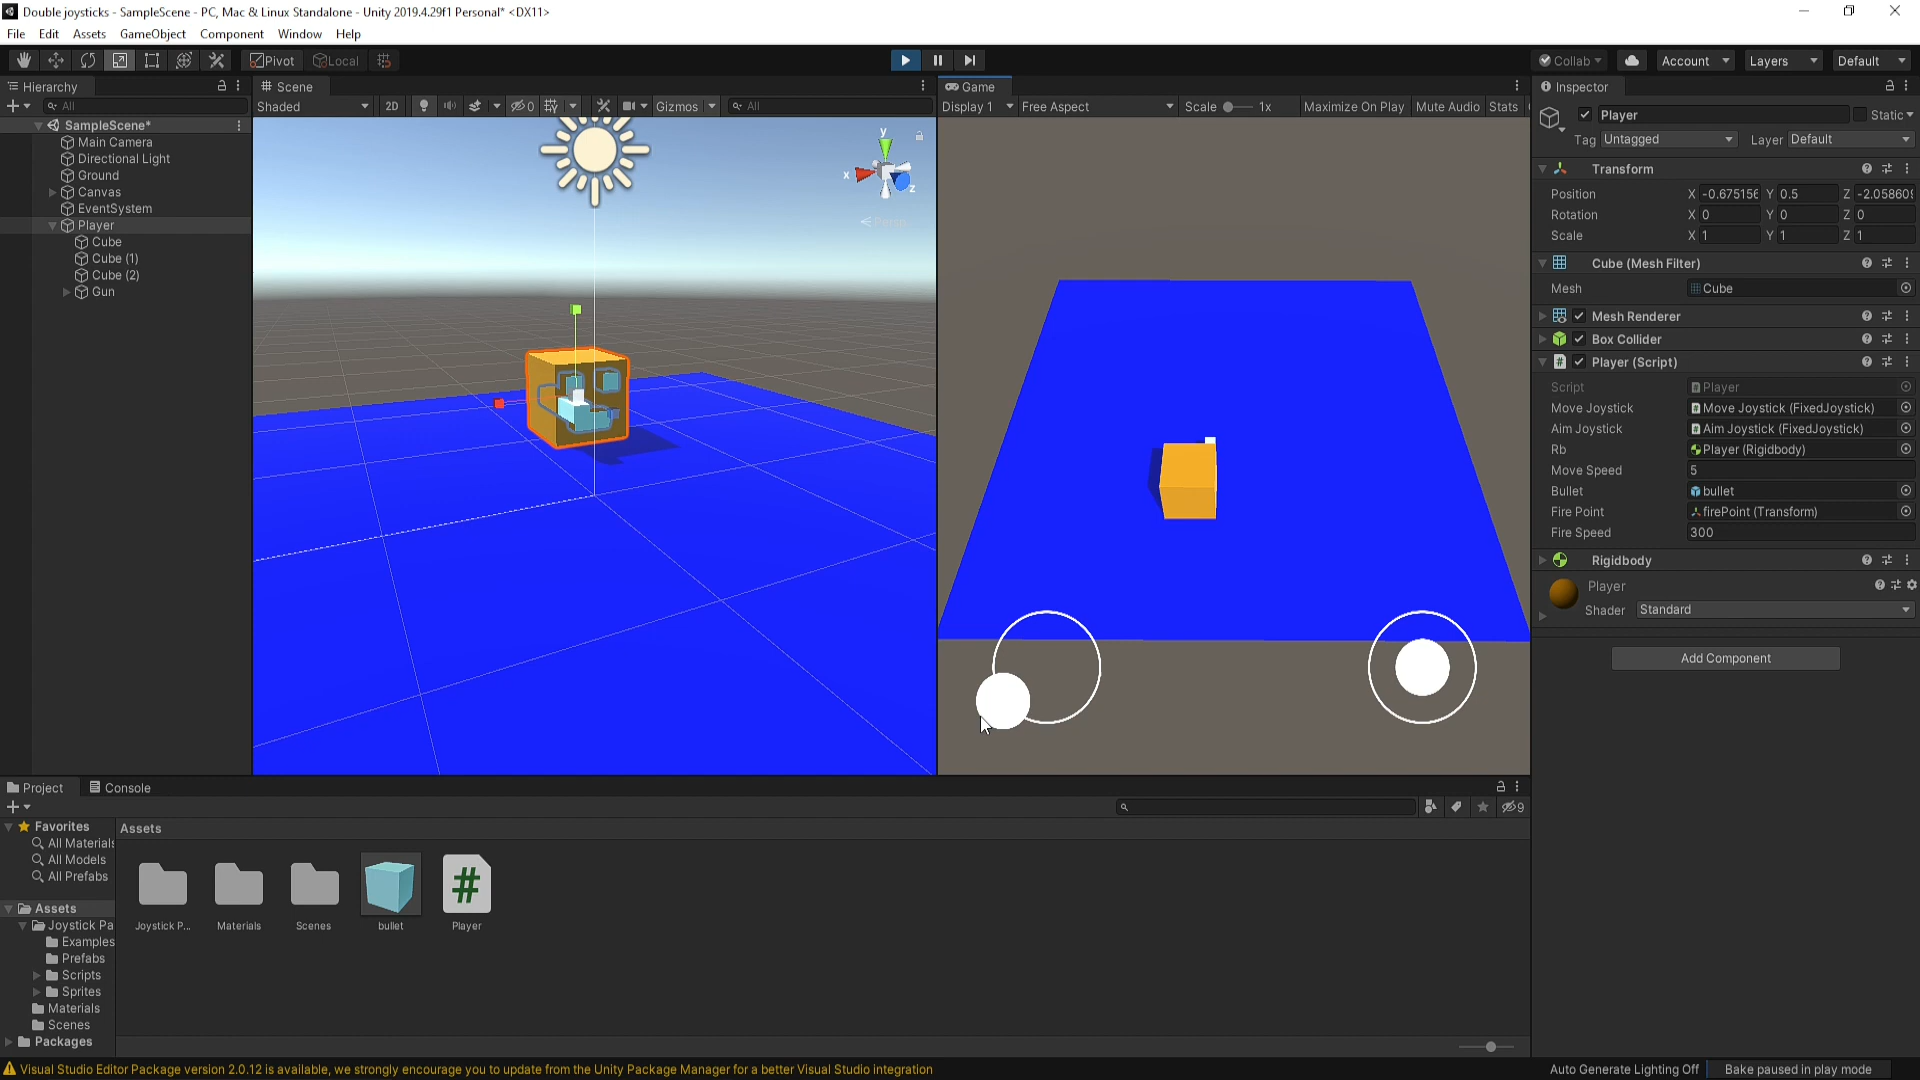 Double joysticks - SampleScene - PC, Mac & Linux Standalone - Unity 2019.4.29f1 Personal* <DX11>
File Edit Assets GameObject Component Window Help
Pivot Local Collab Account Layers Default
Hierarchy
All
SampleScene*
Main Camera
Directional Light
Ground
Canvas
EventSystem
Player
Cube
Cube (1)
Cube (2)
Gun
Scene
Shaded 2D 0 Gizmos All
y
x
z
Persp
Game
Display 1 Free Aspect Scale 1x Maximize On Play Mute Audio Stats
Inspector
Player Static
Tag Untagged Layer Default
Transform
Position X -0.675156 Y 0.5 Z -2.058609
Rotation X 0 Y 0 Z 0
Scale X 1 Y 1 Z 1
Cube (Mesh Filter)
Mesh Cube
Mesh Renderer
Box Collider
# Player (Script)
Script Player
Move Joystick Move Joystick (FixedJoystick)
Aim Joystick Aim Joystick (FixedJoystick)
Rb Player (Rigidbody)
Move Speed 5
Bullet bullet
Fire Point firePoint (Transform)
Fire Speed 300
Rigidbody
Player
Shader Standard
Add Component
Project Console
9
Favorites
All Materials
All Models
All Prefabs
Assets
Joystick Pa
Examples
Prefabs
Scripts
Sprites
Materials
Scenes
Packages
Assets
#
Joystick P... Materials Scenes bullet Player
Visual Studio Editor Package version 2.0.12 is available, we strongly encourage you to update from the Unity Package Manager for a better Visual Studio integration
Auto Generate Lighting Off Bake paused in play mode